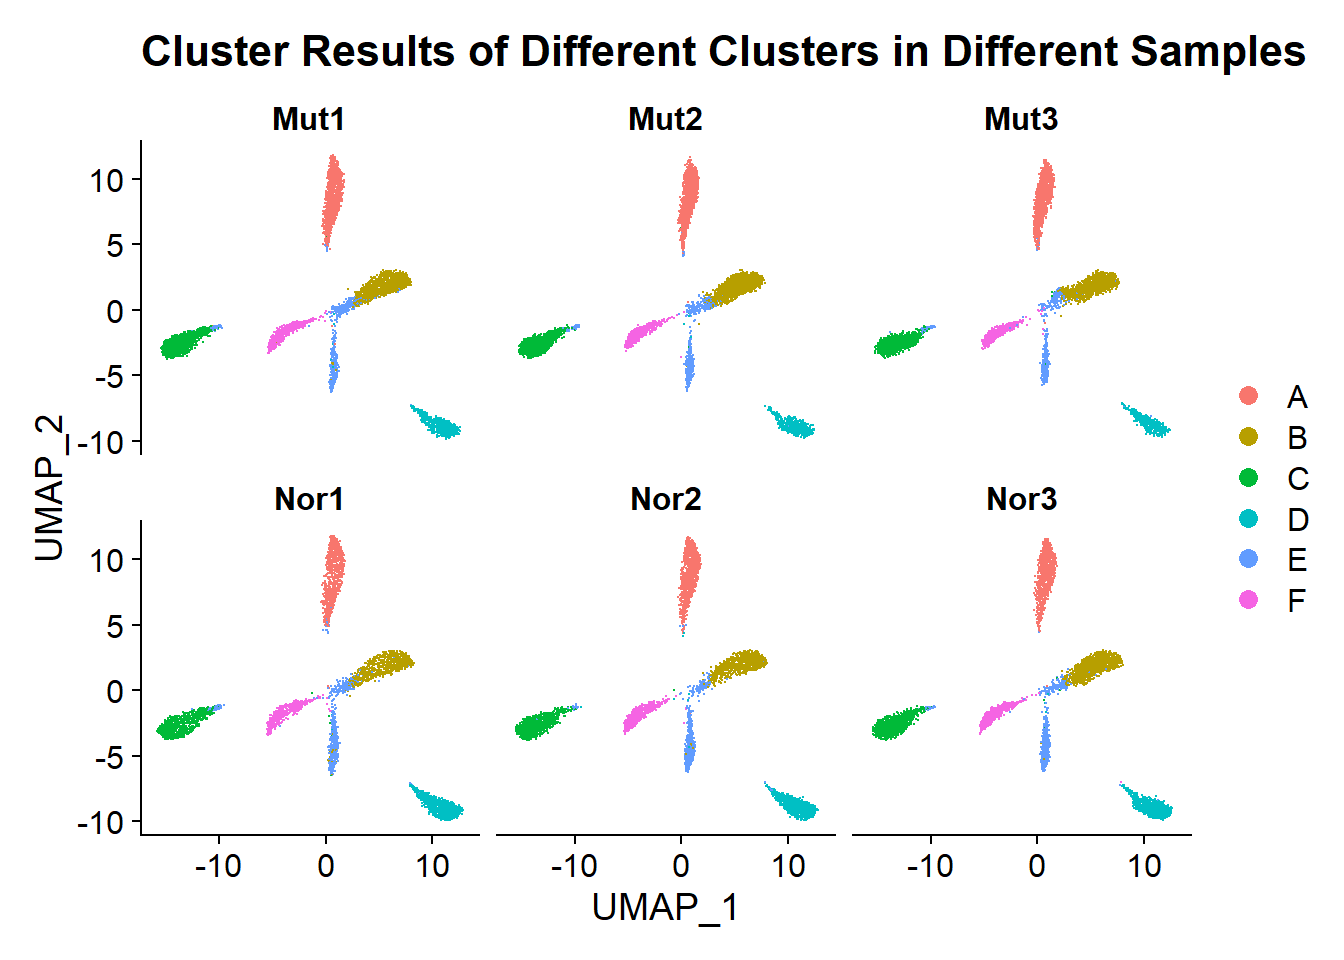 Cluster Results of Different Clusters in Different Samples
Mut1 Mut2 Mut3
10
5
0
-5
-10
UMAP_2
Nor1 Nor2 Nor3
10
5
0
-5
-10
-10 0 10 -10 0 10 -10 0 10
UMAP_1
A
B
C
D
E
F